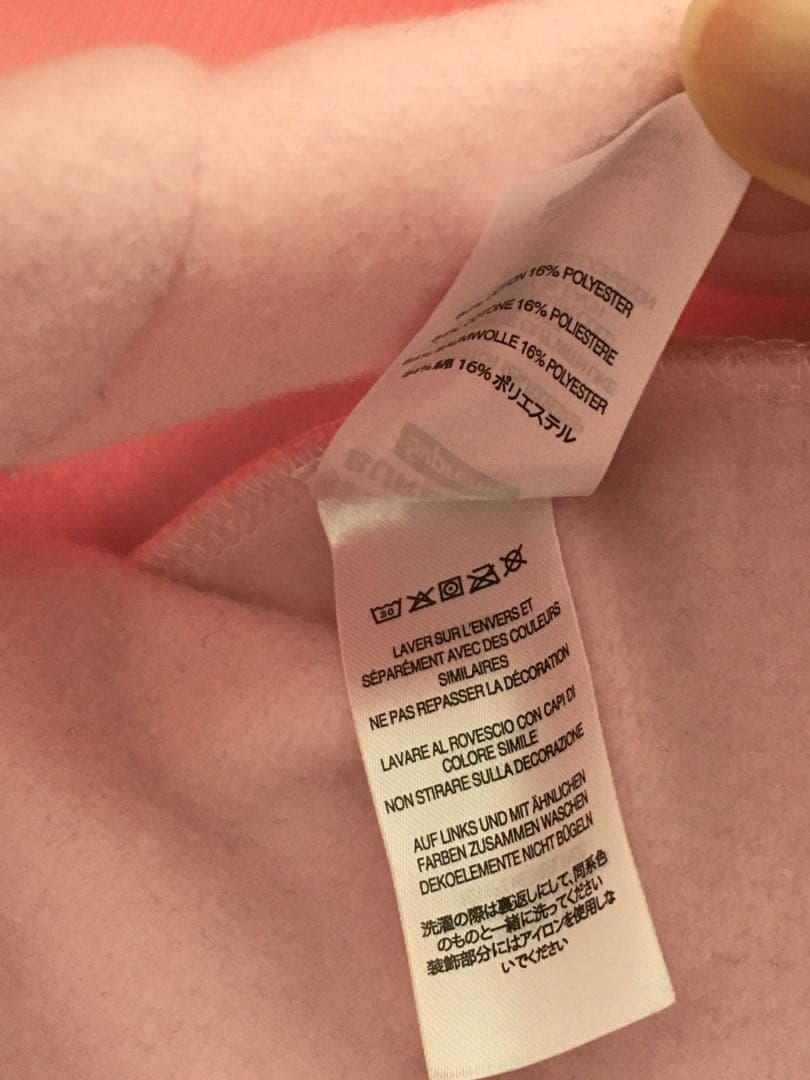 16% POLYESTER
16% POLIESTERE
16% POLYESTER
84% 綿 16% ポリエステル
30
LAVER SUR L'ENVERS ET
SÉPARÉMENT AVEC DES COULEURS
SIMILAIRES
NE PAS REPASSER LA DÉCORATION
LAVARE AL ROVESCIO CON CAPI DI
COLORE SIMILE
NON STIRARE SULLA DECORAZIONE
AUF LINKS UND MIT ÄHNLICHEN
FARBEN ZUSAMMEN WASCHEN
DEKOELEMENTE NICHT BÜGELN
洗濯の際は裏返しにして、同系色
のものと一緒に洗ってください
装飾部分にはアイロンを使用しな
いでください